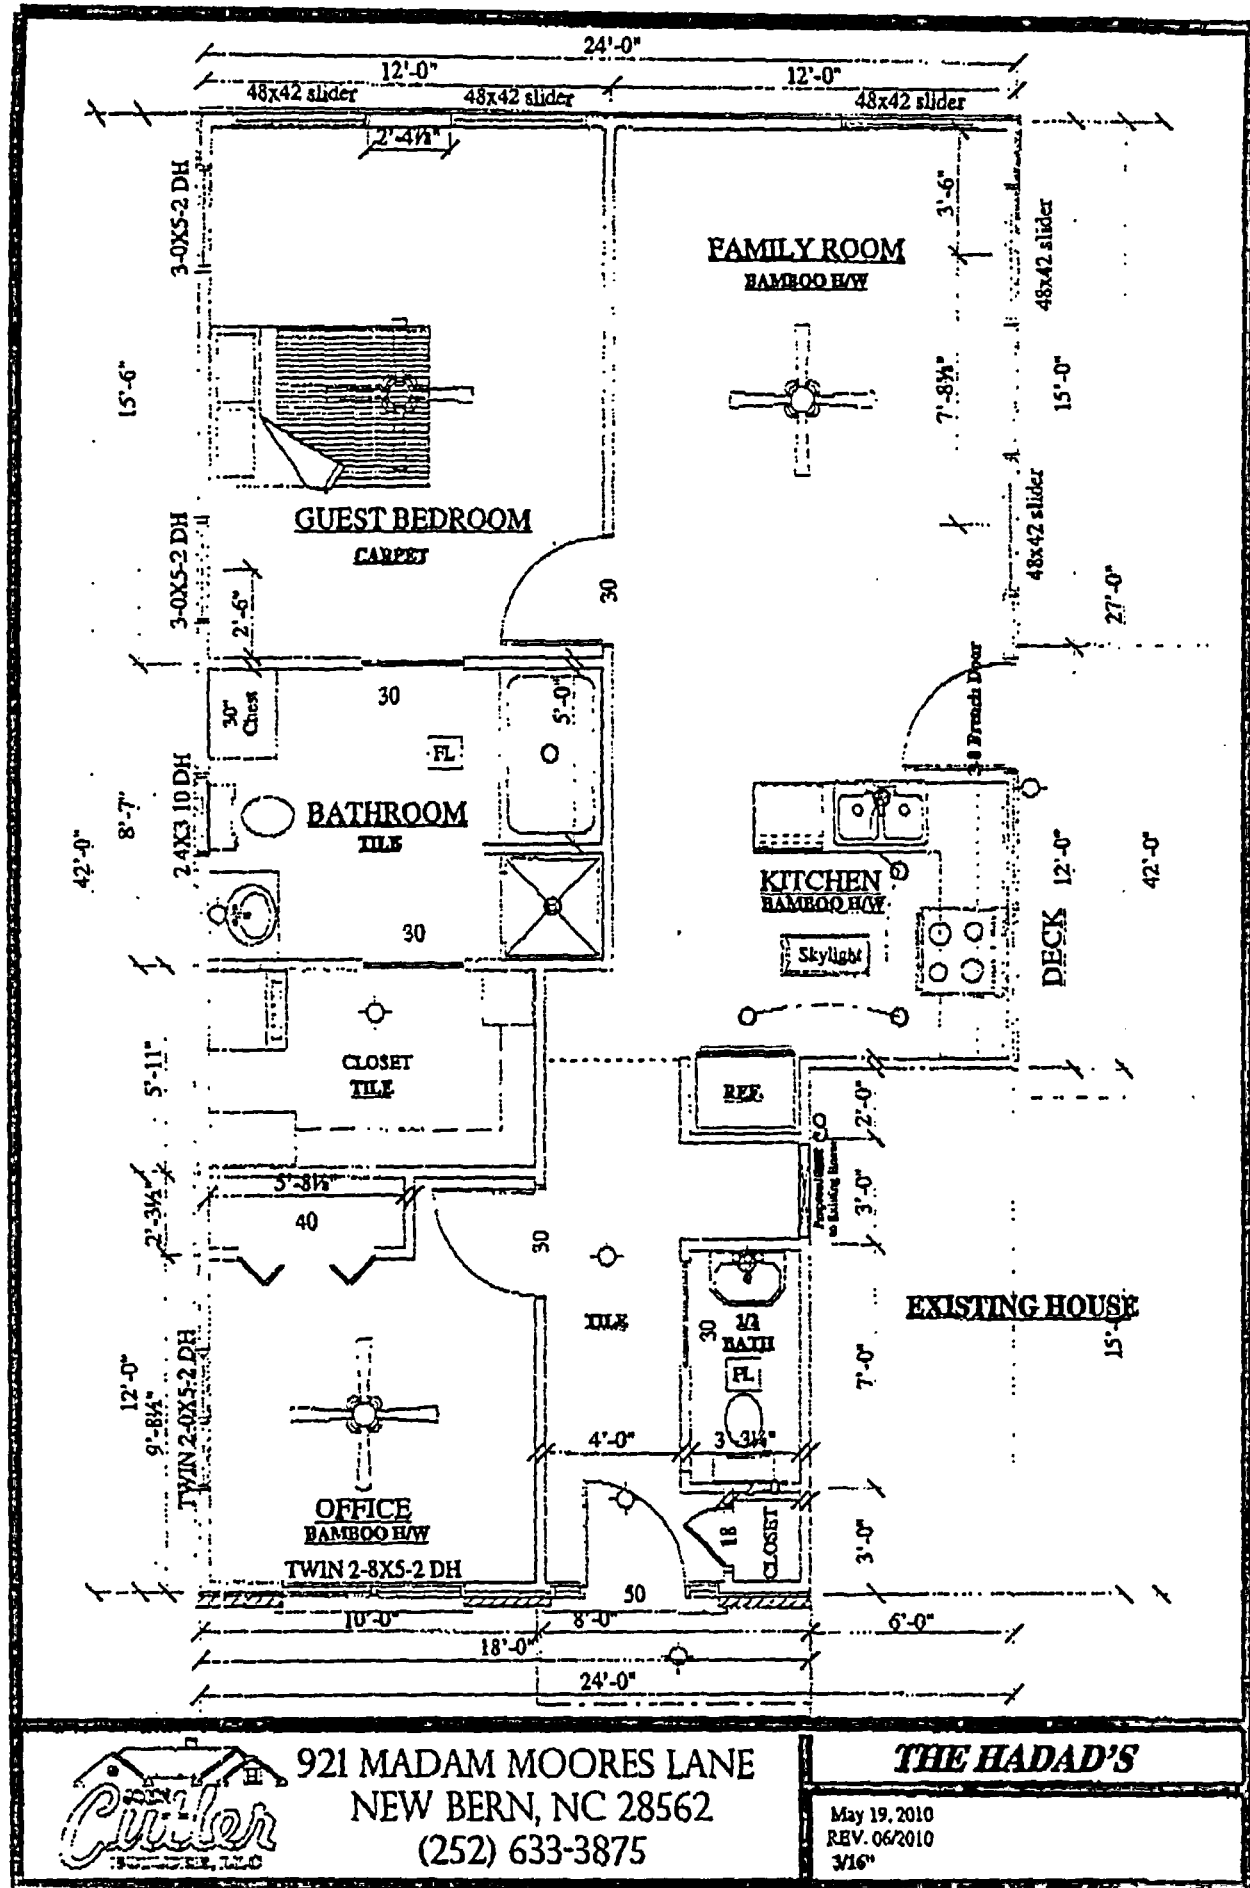 24'-0"
12'-0"
12'-0"
48x42 slider
48x42 slider
48x42 slider
2'-4½"
3-0X5-2 DH
3'-6"
48x42 slider
FAMILY ROOM
BAMBOO H/W
15'-6"
7'-8½"
15'-0"
48x42 slider
GUEST BEDROOM
CARPET
3-0X5-2 DH
2'-6"
30
27'-0"
30
5'-0"
French Door
30" Chest
FL
2.4X3 10 DH
BATHROOM
TILE
8'-7"
42'-0"
KITCHEN
BAMBOO H/W
12'-0"
42'-0"
30
Skylight
DECK
CLOSET
TILE
5'-11"
REF.
2'-0"
5'-8½"
2'-3½"
40
30
3'-0"
to Existing House
TILE
30
1/2
BATH
FL
EXISTING HOUSE
15'-
12'-0"
9'-8½"
TWIN 2-0X5-2 DH
7'-0"
4'-0"
OFFICE
BAMBOO H/W
TWIN 2-8X5-2 DH
18
CLOSET
3'-0"
50
10'-0"
8'-0"
6'-0"
18'-0"
24'-0"
Cutler
921 MADAM MOORES LANE
NEW BERN, NC 28562
(252) 633-3875
THE HADAD'S
May 19, 2010
REV. 06/2010
3/16"